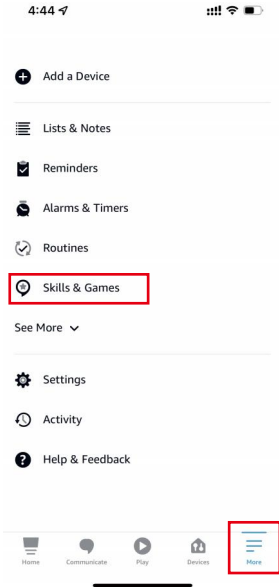 4:44
Add a Device
Lists & Notes
Reminders
Alarms & Timers
Routines
Skills & Games
See More
Settings
Activity
Help & Feedback
Home Communicate Play Devices More